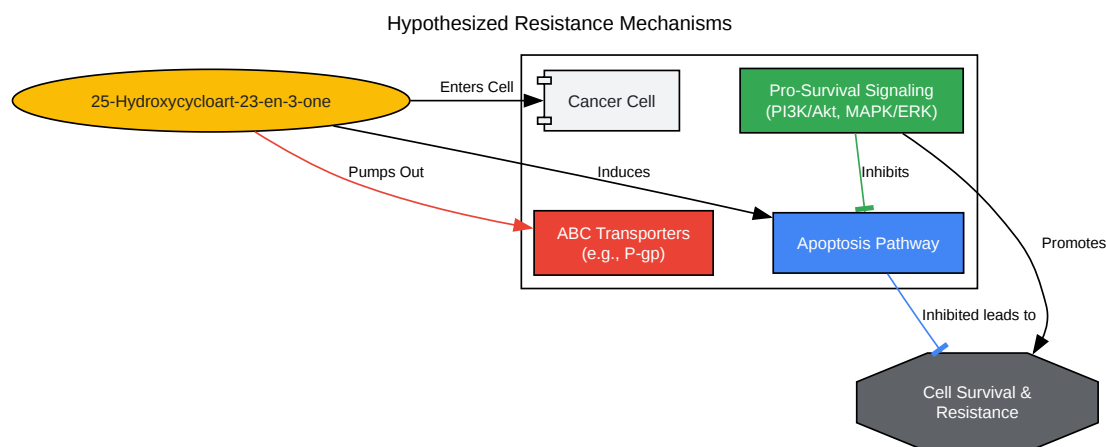 Hypothesized Resistance Mechanisms
25-Hydroxycycloart-23-en-3-one
Enters Cell
Cancer Cell
Pro-Survival Signaling
(PI3K/Akt, MAPK/ERK)
Pumps Out
Induces
Inhibits
ABC Transporters
(e.g., P-gp)
Apoptosis Pathway
Promotes
Inhibited leads to
Cell Survival &
Resistance